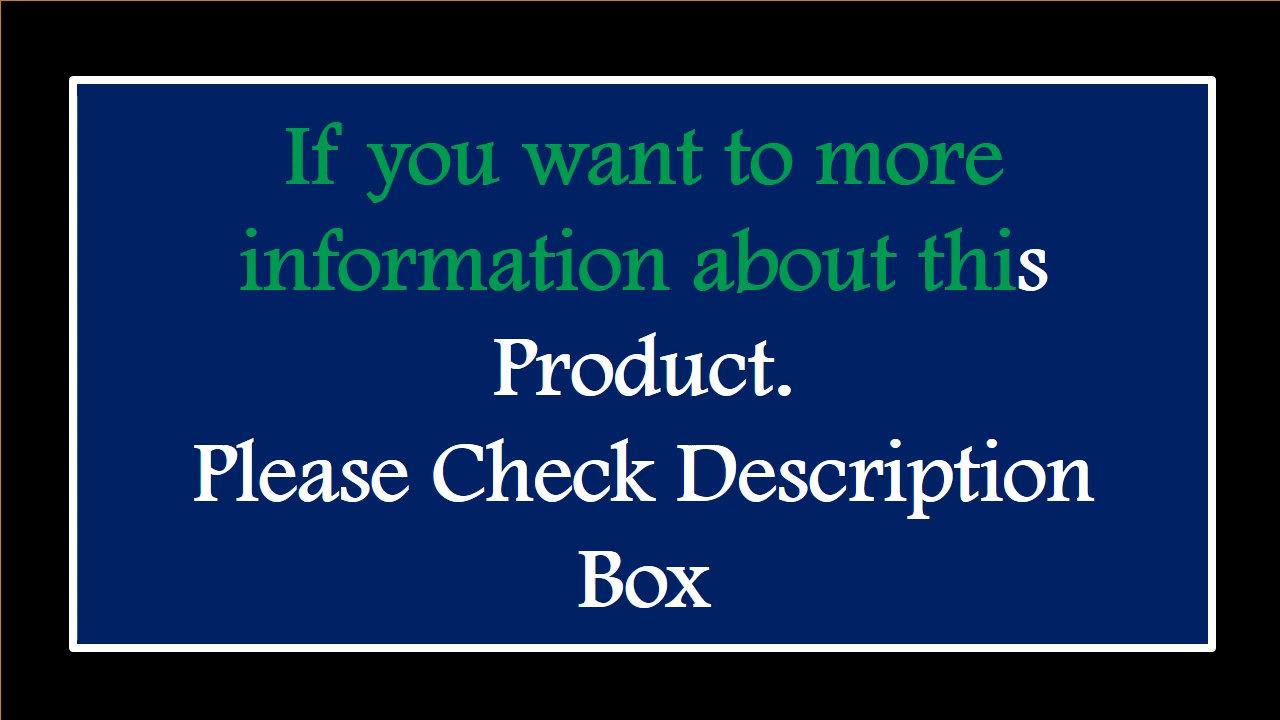 If you want to more
information about this
Product.
Please Check Description
Box